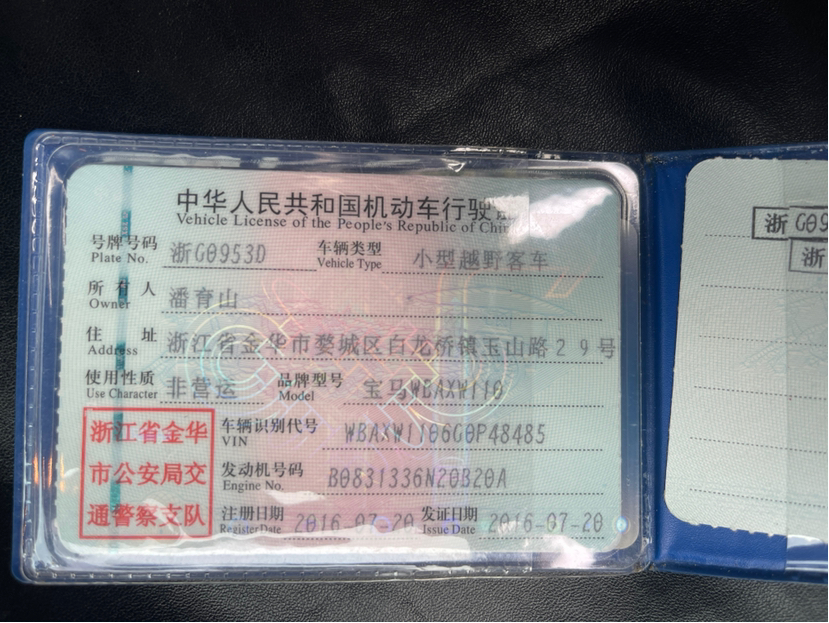 中华人民共和国机动车行驶
Vehicle License of the People's Republic of Chi
号牌号码 浙G0953D 车辆类型 小型越野客车
Plate No. Vehicle Type
所有人 潘育山
Owner
住址 浙江省金华市婺城区白龙桥镇玉山路29号
Address
使用性质 非营运 品牌型号 宝马WBAXW110
Use Character Model
浙江省金华 车辆识别代号 WBAXW1106G0P48485
VIN
市公安局交 发动机号码 B0831336N20B20A
Engine No.
通警察支队 注册日期 2016-07-20 发证日期 2016-07-20
Register Date Issue Date
浙G09
浙